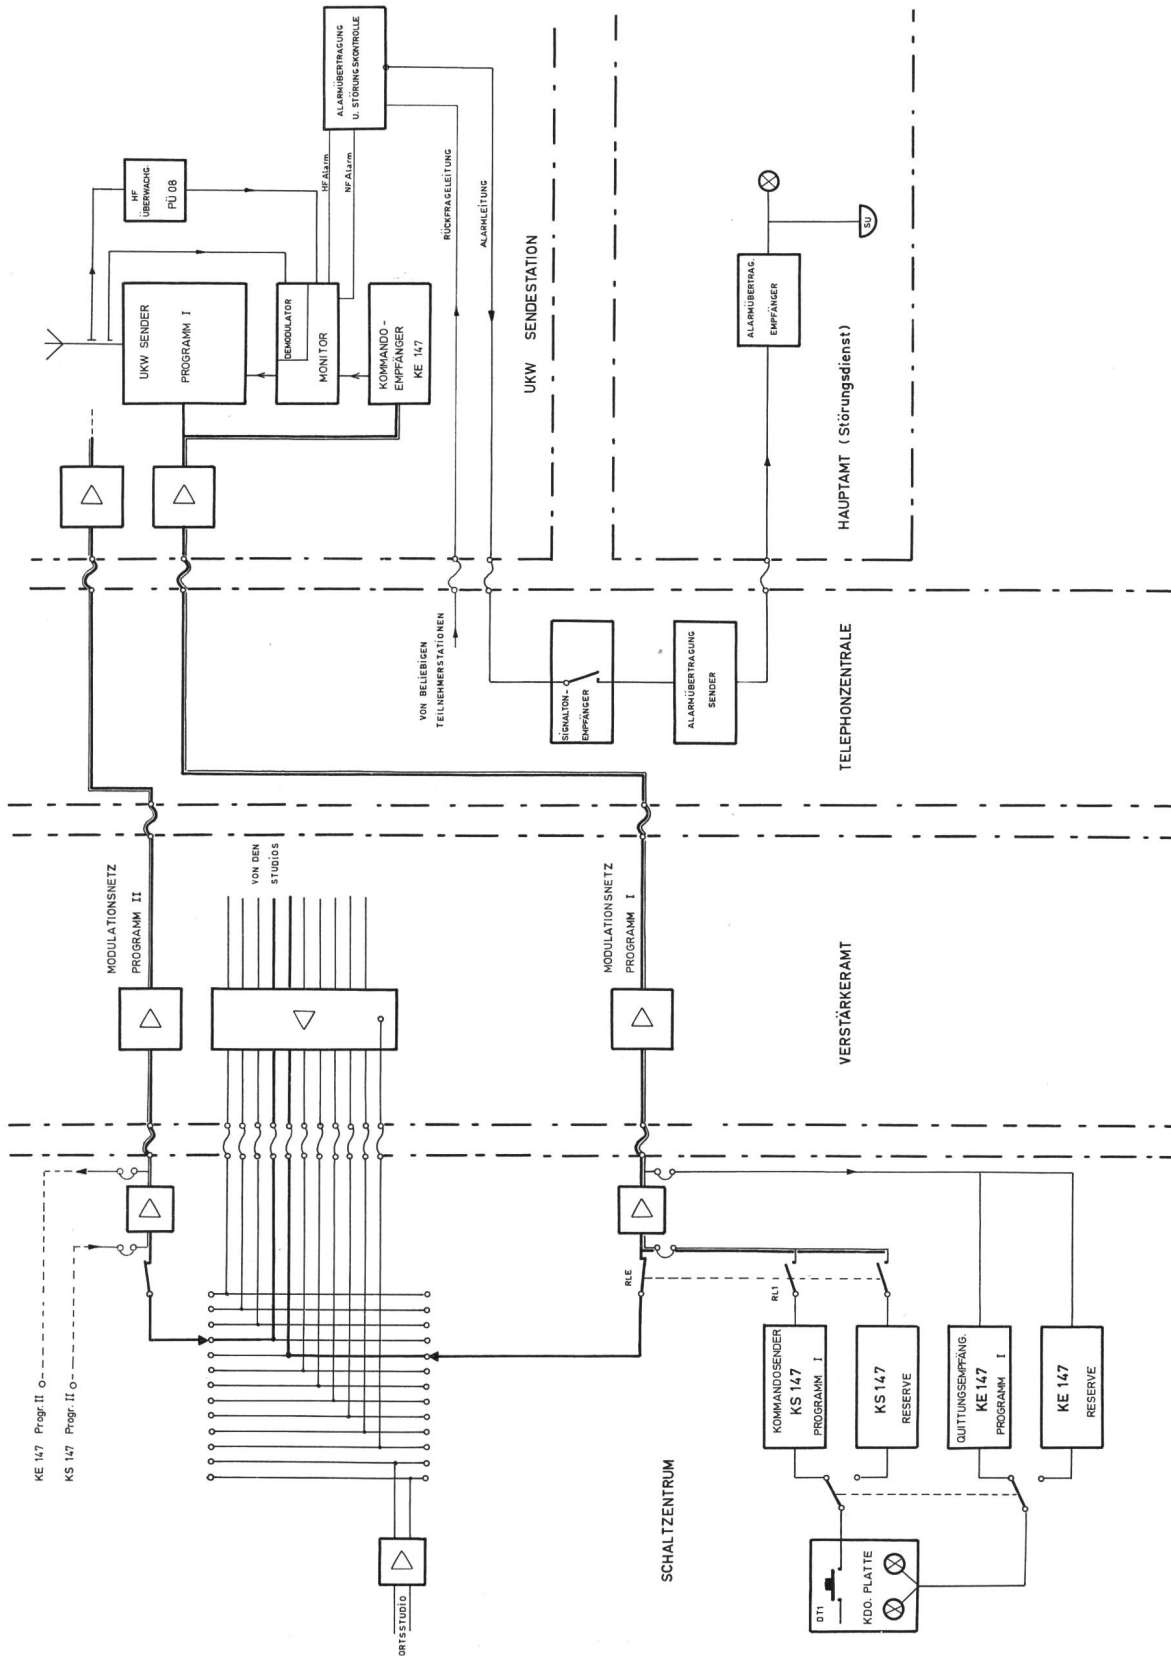 ORTSSTUDIO
KE 147 Progr. II
KS 147 Progr. II
SCHALTZENTRUM
DT1
KDO. PLATTE
KOMMANDOSENDER
KS 147
PROGRAMM I
KS 147
RESERVE
QUITTUNGSEMPFÄNG.
KE 147
PROGRAMM I
KE 147
RESERVE
RLE
RL1
MODULATIONSNETZ
PROGRAMM II
VON DEN
STUDIOS
MODULATIONSNETZ
PROGRAMM I
VERSTÄRKERAMT
VON BELIEBIGEN
TEILNEHMERSTATIONEN
SIGNALTON-
EMPFÄNGER
ALARMÜBERTRAGUNG
SENDER
TELEPHONZENTRALE
UKW SENDER
PROGRAMM I
HF
ÜBERWACHG.
PÜ 08
DEMODULATOR
MONITOR
KOMMANDO-
EMPFÄNGER
KE 147
HF Alarm
NF Alarm
ALARMÜBERTRAGUNG
U. STÖRUNGSKONTROLLE
RÜCKFRAGELEITUNG
ALARMLEITUNG
UKW SENDESTATION
ALARMÜBERTRAG.
EMPFÄNGER
SU
HAUPTAMT (Störungsdienst)